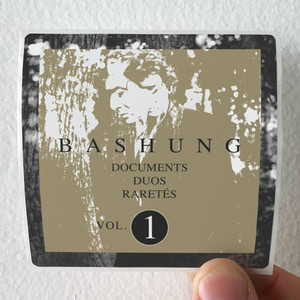 BASHUNG
DOCUMENTS
DUOS
RARETÉS
VOL. 1